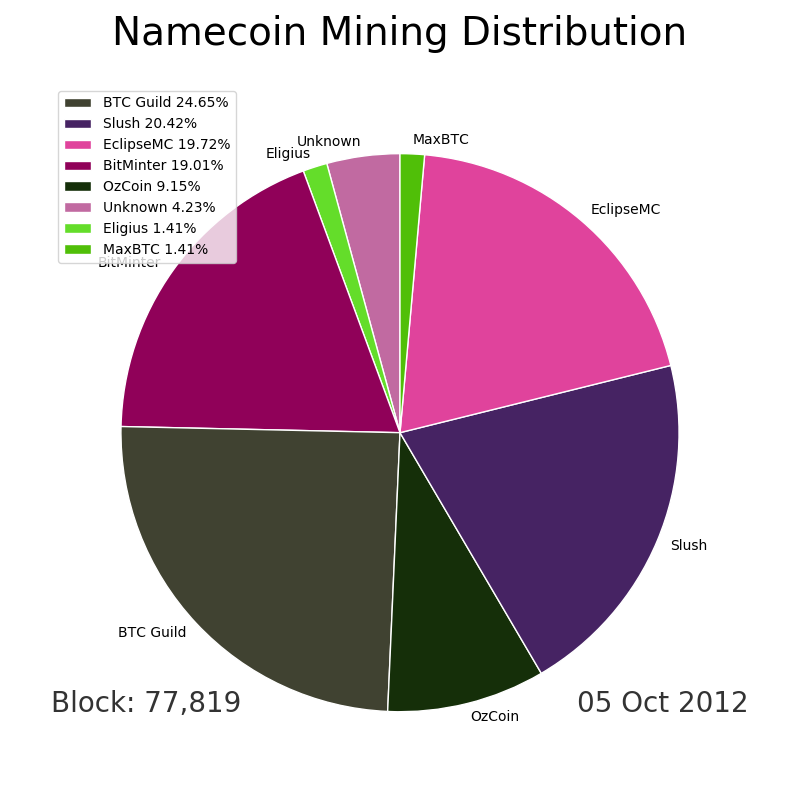 Namecoin Mining Distribution
BTC Guild 24.65%
Slush 20.42%
EclipseMC 19.72%
BitMinter 19.01%
OzCoin 9.15%
Unknown 4.23%
Eligius 1.41%
MaxBTC 1.41%
Unknown
MaxBTC
Eligius
EclipseMC
BitMinter
Slush
BTC Guild
OzCoin
Block: 77,819
05 Oct 2012